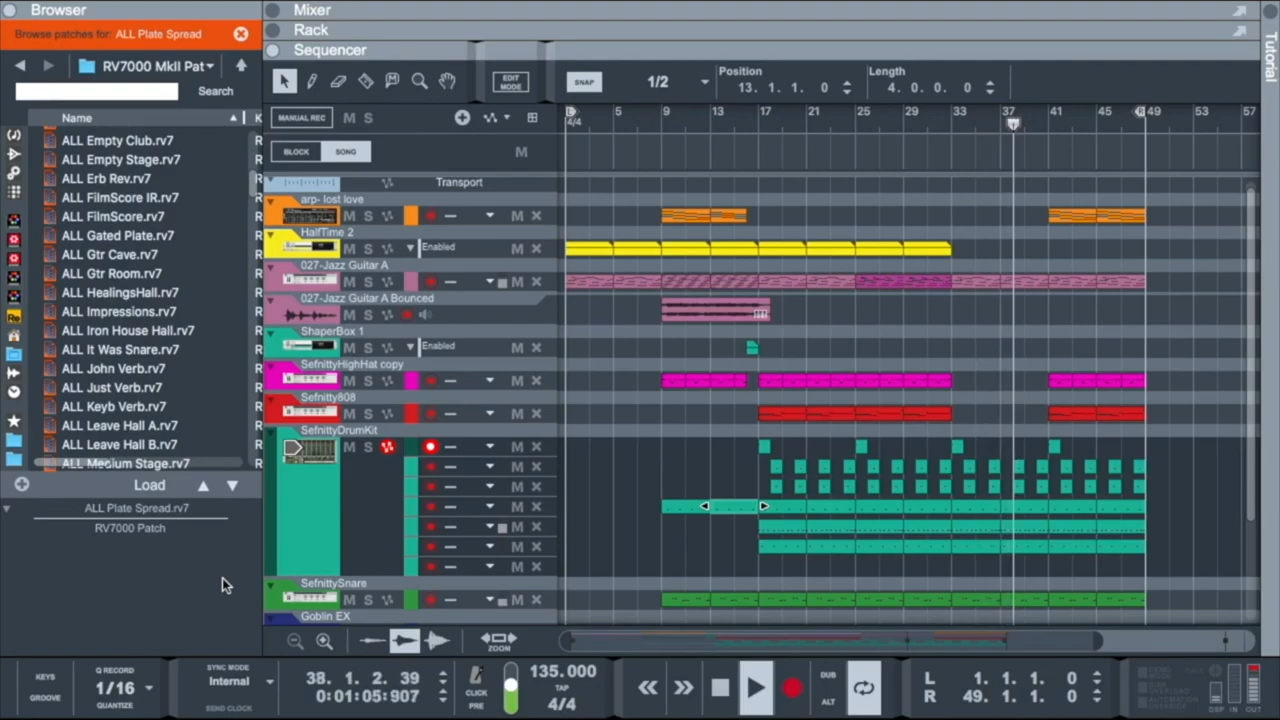 Browser
Browse patches for: ALL Plate Spread
RV7000 MkII Pat
Search
Name
K
ALL Empty Club.rv7
R
ALL Empty Stage.rv7
R
ALL Erb Rev.rv7
R
ALL FilmScore IR.rv7
R
ALL FilmScore.rv7
R
ALL Gated Plate.rv7
R
ALL Gtr Cave.rv7
R
ALL Gtr Room.rv7
R
ALL HealingsHall.rv7
R
ALL Impressions.rv7
R
ALL Iron House Hall.rv7
R
ALL It Was Snare.rv7
R
ALL John Verb.rv7
R
ALL Just Verb.rv7
R
ALL Keyb Verb.rv7
R
ALL Leave Hall A.rv7
R
ALL Leave Hall B.rv7
R
ALL Medium Stage.rv7
R
Re
Load
ALL Plate Spread.rv7
RV7000 Patch
Mixer
Rack
Sequencer
Tutorial
EDIT
MODE
SNAP
1/2
Position
13. 1. 1. 0
Length
4. 0. 0. 0
MANUAL REC
M S
BLOCK
SONG
M
4/4
5 9 13 17 21 25 29 33 37 41 45 49 53 57
L
R
Transport
arp- lost love
M S
M
HalfTime 2
M S
Enabled
M
027-Jazz Guitar A
M S
M
027-Jazz Guitar A Bounced
M S
ShaperBox 1
M S
Enabled
M
SefnittyHighHat copy
M S
M
Sefnitty808
M S
M
SefnittyDrumKit
M S
M
M
M
M
M
M
M
SefnittySnare
M S
M
Goblin EX
ZOOM
KEYS
GROOVE
Q RECORD
1/16
QUANTIZE
SYNC MODE
Internal
SEND CLOCK
38. 1. 2. 39
0:01:05:907
CLICK
PRE
135.000
TAP
4/4
DUB
ALT
L 1. 1. 1. 0
R 49. 1. 1. 0
DSP IN OUT